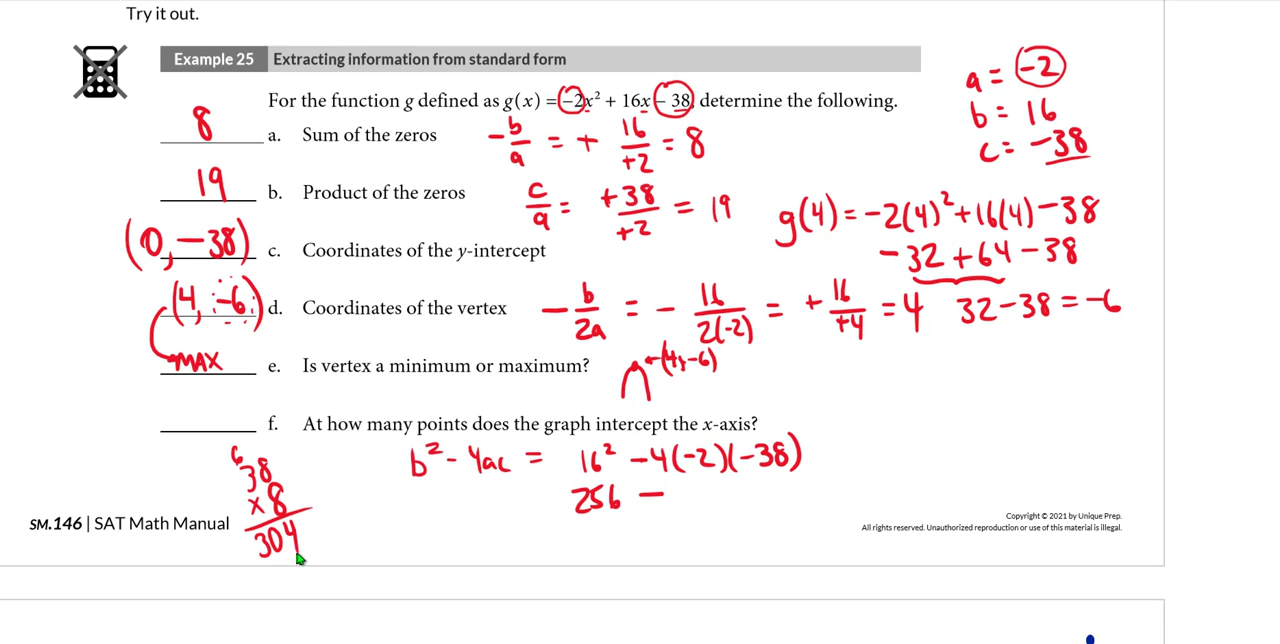 Try it out.
Example 25 Extracting information from standard form
a = -2
For the function g defined as g(x) = -2x² + 16x - 38, determine the following.
b = 16
8 a. Sum of the zeros -b/a = + 16/+2 = 8
c = -38
19 b. Product of the zeros c/a = +38/+2 = 19
g(4) = -2(4)² + 16(4) - 38
(0, -38) c. Coordinates of the y-intercept
-32 + 64 - 38
(4, -6) d. Coordinates of the vertex -b/2a = - 16/2(-2) = +16/+4 = 4 32 - 38 = -6
MAX e. Is vertex a minimum or maximum? (4, -6)
f. At how many points does the graph intercept the x-axis?
b² - 4ac = 16² - 4(-2)(-38)
256 -
6
38
x 8
304
SM.146 | SAT Math Manual
Copyright © 2021 by Unique Prep.
All rights reserved. Unauthorized reproduction or use of this material is illegal.